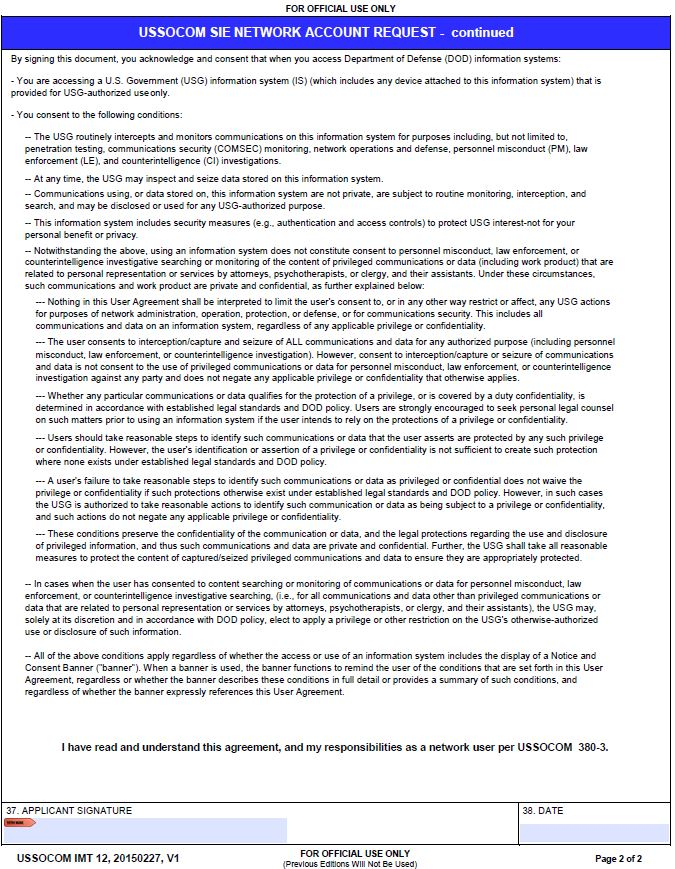 FOR OFFICIAL USE ONLY
USSOCOM SIE NETWORK ACCOUNT REQUEST - continued
By signing this document, you acknowledge and consent that when you access Department of Defense (DOD) information systems:
- You are accessing a U.S. Government (USG) information system (IS) (which includes any device attached to this information system) that is
provided for USG-authorized use only.
- You consent to the following conditions:
-- The USG routinely intercepts and monitors communications on this information system for purposes including, but not limited to,
penetration testing, communications security (COMSEC) monitoring, network operations and defense, personnel misconduct (PM), law
enforcement (LE), and counterintelligence (CI) investigations.
-- At any time, the USG may inspect and seize data stored on this information system.
-- Communications using, or data stored on, this information system are not private, are subject to routine monitoring, interception, and
search, and may be disclosed or used for any USG-authorized purpose.
-- This information system includes security measures (e.g., authentication and access controls) to protect USG interest-not for your
personal benefit or privacy.
-- Notwithstanding the above, using an information system does not constitute consent to personnel misconduct, law enforcement, or
counterintelligence investigative searching or monitoring of the content of privileged communications or data (including work product) that are
related to personal representation or services by attorneys, psychotherapists, or clergy, and their assistants. Under these circumstances,
such communications and work product are private and confidential, as further explained below:
--- Nothing in this User Agreement shall be interpreted to limit the user's consent to, or in any other way restrict or affect, any USG actions
for purposes of network administration, operation, protection, or defense, or for communications security. This includes all
communications and data on an information system, regardless of any applicable privilege or confidentiality.
--- The user consents to interception/capture and seizure of ALL communications and data for any authorized purpose (including personnel
misconduct, law enforcement, or counterintelligence investigation). However, consent to interception/capture or seizure of communications
and data is not consent to the use of privileged communications or data for personnel misconduct, law enforcement, or counterintelligence
investigation against any party and does not negate any applicable privilege or confidentiality that otherwise applies.
--- Whether any particular communications or data qualifies for the protection of a privilege, or is covered by a duty confidentiality, is
determined in accordance with established legal standards and DOD policy. Users are strongly encouraged to seek personal legal counsel
on such matters prior to using an information system if the user intends to rely on the protections of a privilege or confidentiality.
--- Users should take reasonable steps to identify such communications or data that the user asserts are protected by any such privilege
or confidentiality. However, the user's identification or assertion of a privilege or confidentiality is not sufficient to create such protection
where none exists under established legal standards and DOD policy.
--- A user's failure to take reasonable steps to identify such communications or data as privileged or confidential does not waive the
privilege or confidentiality if such protections otherwise exist under established legal standards and DOD policy. However, in such cases
the USG is authorized to take reasonable actions to identify such communication or data as being subject to a privilege or confidentiality,
and such actions do not negate any applicable privilege or confidentiality.
--- These conditions preserve the confidentiality of the communication or data, and the legal protections regarding the use and disclosure
of privileged information, and thus such communications and data are private and confidential. Further, the USG shall take all reasonable
measures to protect the content of captured/seized privileged communications and data to ensure they are appropriately protected.
-- In cases when the user has consented to content searching or monitoring of communications or data for personnel misconduct, law
enforcement, or counterintelligence investigative searching, (i.e., for all communications and data other than privileged communications or
data that are related to personal representation or services by attorneys, psychotherapists, or clergy, and their assistants), the USG may,
solely at its discretion and in accordance with DOD policy, elect to apply a privilege or other restriction on the USG's otherwise-authorized
use or disclosure of such information.
-- All of the above conditions apply regardless of whether the access or use of an information system includes the display of a Notice and
Consent Banner ("banner"). When a banner is used, the banner functions to remind the user of the conditions that are set forth in this User
Agreement, regardless or whether the banner describes these conditions in full detail or provides a summary of such conditions, and
regardless of whether the banner expressly references this User Agreement.
I have read and understand this agreement, and my responsibilities as a network user per USSOCOM 380-3.
37. APPLICANT SIGNATURE
38. DATE
USSOCOM IMT 12, 20150227, V1
FOR OFFICIAL USE ONLY
(Previous Editions Will Not Be Used)
Page 2 of 2